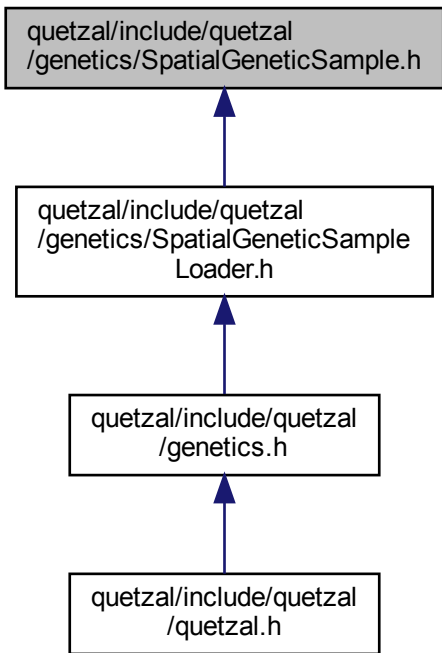 quetzal/include/quetzal
/genetics/SpatialGeneticSample.h
quetzal/include/quetzal
/genetics/SpatialGeneticSample
Loader.h
quetzal/include/quetzal
/genetics.h
quetzal/include/quetzal
/quetzal.h